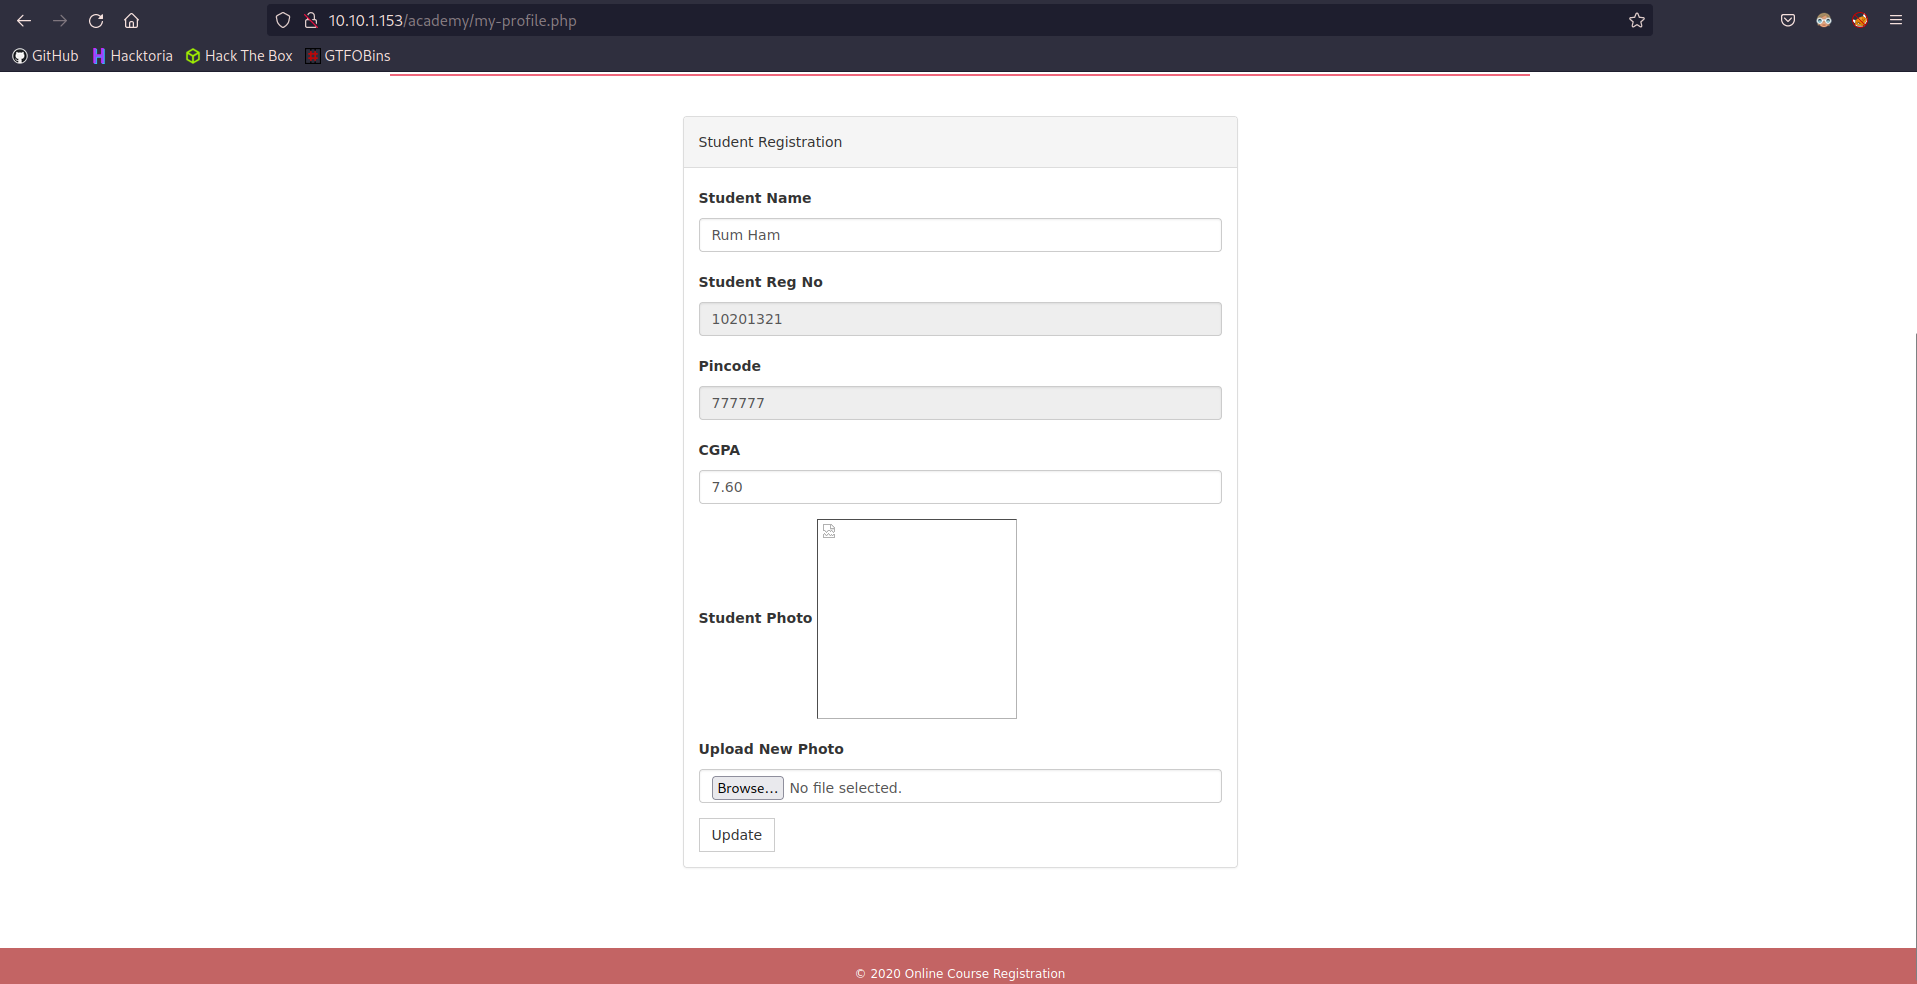 10.10.1.153/academy/my-profile.php
GitHub Hacktoria Hack The Box GTFOBins
Student Registration
Student Name
Rum Ham
Student Reg No
10201321
Pincode
777777
CGPA
7.60
Student Photo
Upload New Photo
Browse... No file selected.
Update
© 2020 Online Course Registration